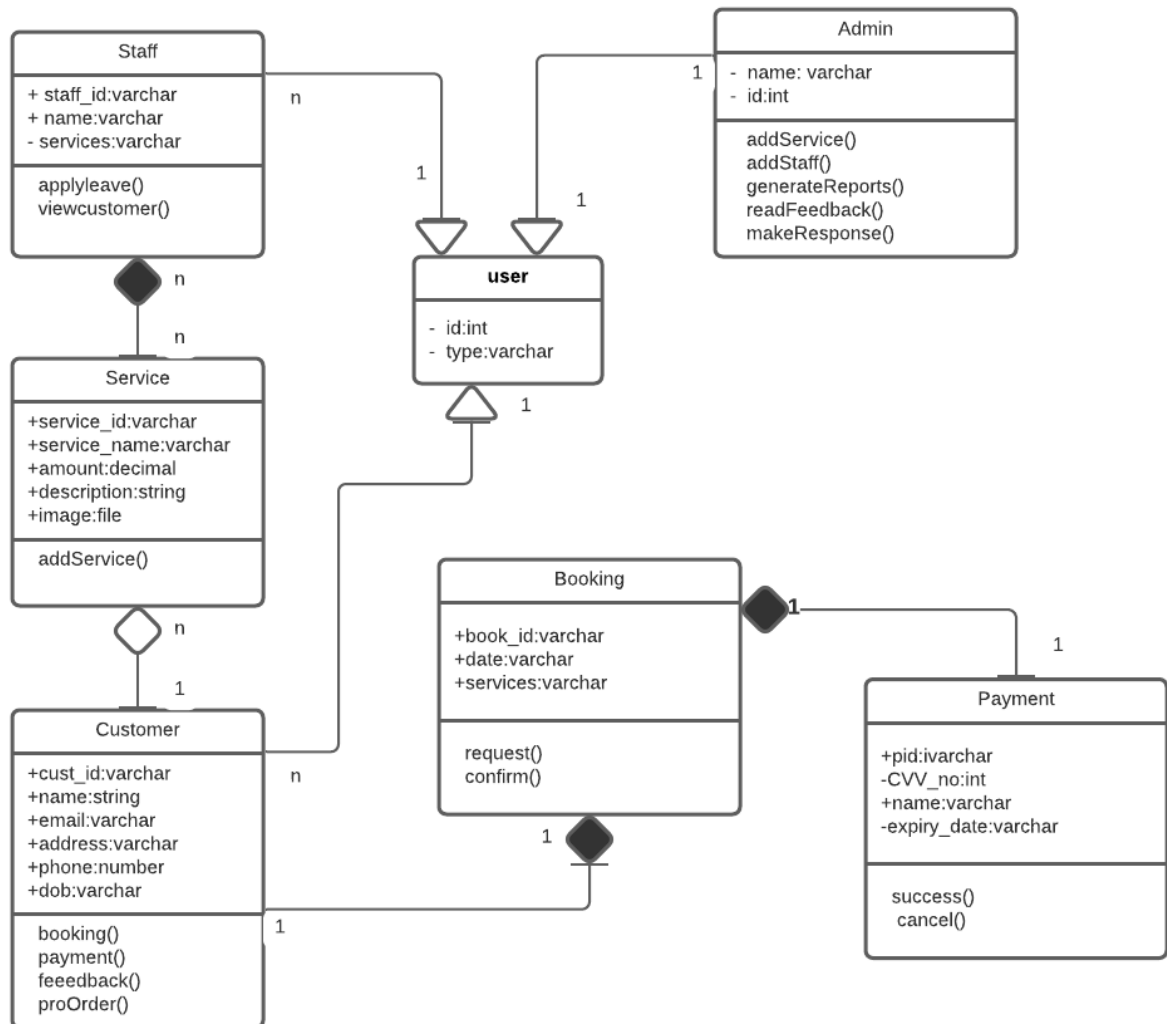 Staff
+ staff_id:varchar
+ name:varchar
- services:varchar
applyleave()
viewcustomer()
n
1
Admin
- name: varchar
- id:int
addService()
addStaff()
generateReports()
readFeedback()
makeResponse()
1
1
user
- id:int
- type:varchar
1
n
n
Service
+service_id:varchar
+service_name:varchar
+amount:decimal
+description:string
+image:file
addService()
n
1
Customer
+cust_id:varchar
+name:string
+email:varchar
+address:varchar
+phone:number
+dob:varchar
booking()
payment()
feeedback()
proOrder()
n
1
Booking
+book_id:varchar
+date:varchar
+services:varchar
request()
confirm()
1
1
1
Payment
+pid:ivarchar
-CVV_no:int
+name:varchar
-expiry_date:varchar
success()
cancel()